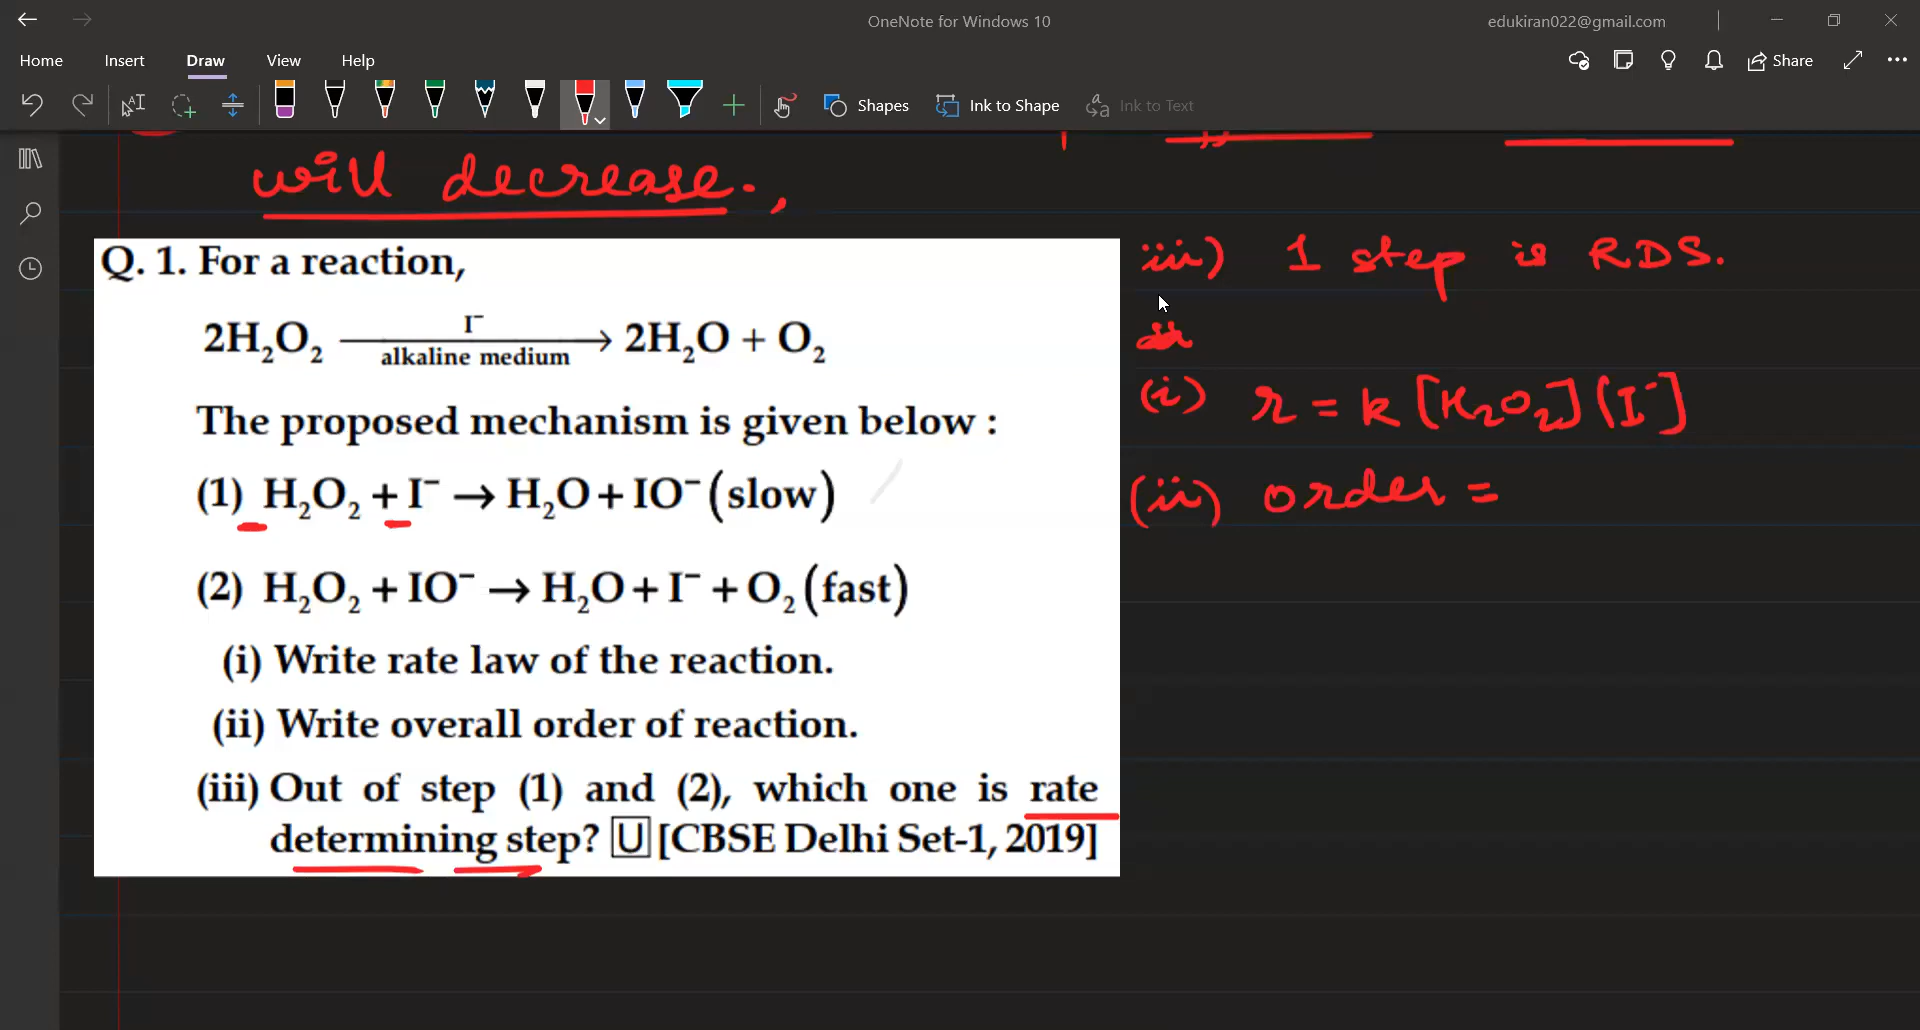 OneNote for Windows 10
edukiran022@gmail.com
Home Insert Draw View Help
Share
Shapes Ink to Shape Ink to Text
will decrease.,
Q. 1. For a reaction,
2H₂O₂ —I⁻ / alkaline medium→ 2H₂O + O₂
The proposed mechanism is given below :
(1) H₂O₂ + I⁻ → H₂O + IO⁻ (slow)
(2) H₂O₂ + IO⁻ → H₂O + I⁻ + O₂ (fast)
(i) Write rate law of the reaction.
(ii) Write overall order of reaction.
(iii) Out of step (1) and (2), which one is rate
determining step? U [CBSE Delhi Set-1, 2019]
iii) 1 step is RDS.
(i) r = k [H₂O₂] [I⁻]
(ii) order =